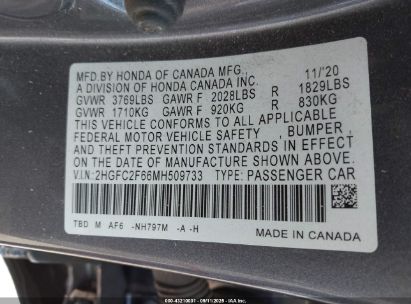 MFD.BY HONDA OF CANADA MFG., 11/'20
A DIVISION OF HONDA CANADA INC.
GVWR 3769LBS GAWR F 2028LBS R 1829LBS
GVWR 1710KG GAWR F 920KG R 830KG
THIS VEHICLE CONFORMS TO ALL APPLICABLE
FEDERAL MOTOR VEHICLE SAFETY , BUMPER ,
AND THEFT PREVENTION STANDARDS IN
EFFECT ON THE DATE OF MANUFACTURE
SHOWN ABOVE.
V.I.N:2HGFC2F66MH509733 TYPE: PASSENGER CAR
TBD M AF6 -NH797M -A -H
MADE IN CANADA